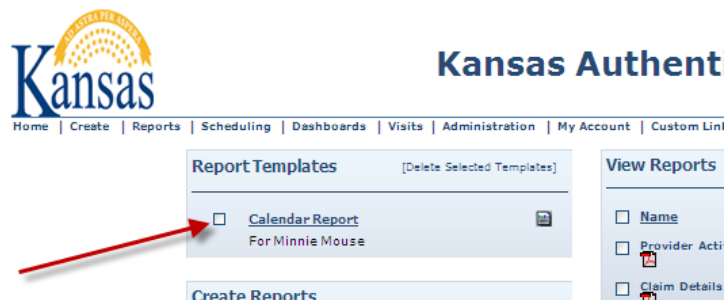 AD ASTRA PER ASPERA
Kansas
Kansas Authenti
Home | Create | Reports | Scheduling | Dashboards | Visits | Administration | My Account | Custom Lin
Report Templates [Delete Selected Templates]
Calendar Report
For Minnie Mouse
Create Reports
View Reports
Name
Provider Acti
Claim Details